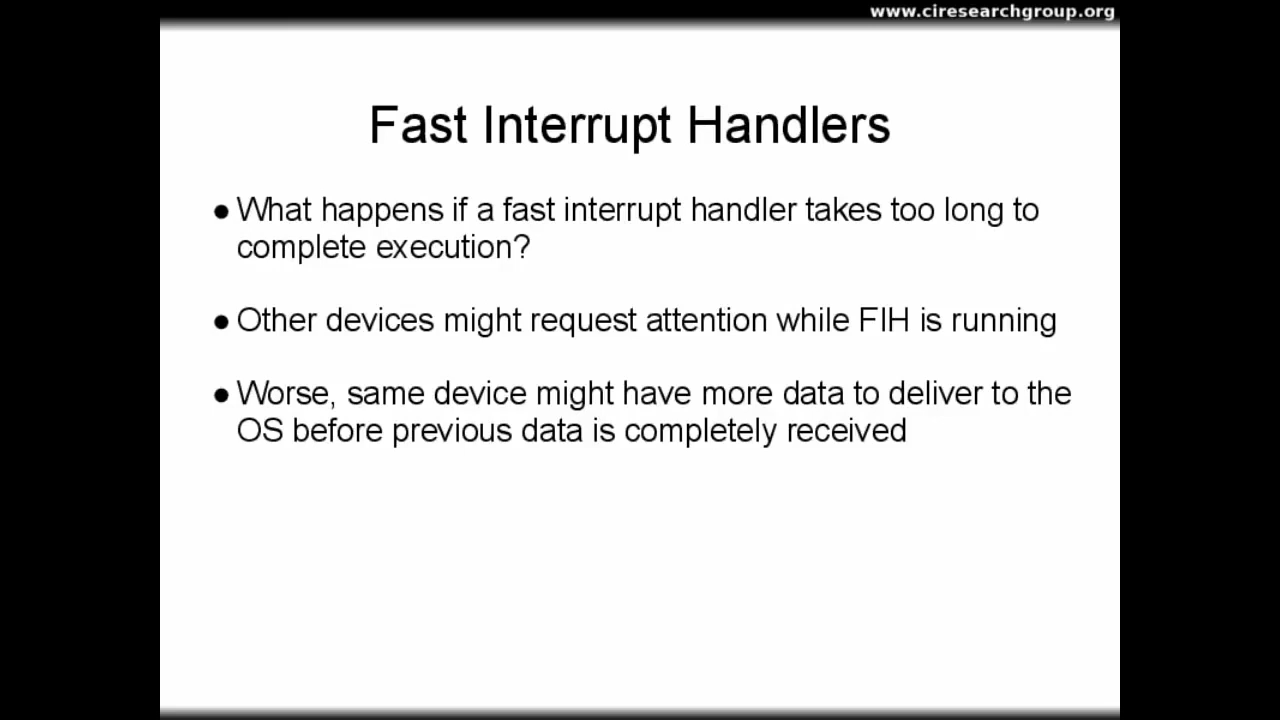 www.ciresearchgroup.org
Fast Interrupt Handlers
● What happens if a fast interrupt handler takes too long to
complete execution?
● Other devices might request attention while FIH is running
● Worse, same device might have more data to deliver to the
OS before previous data is completely received